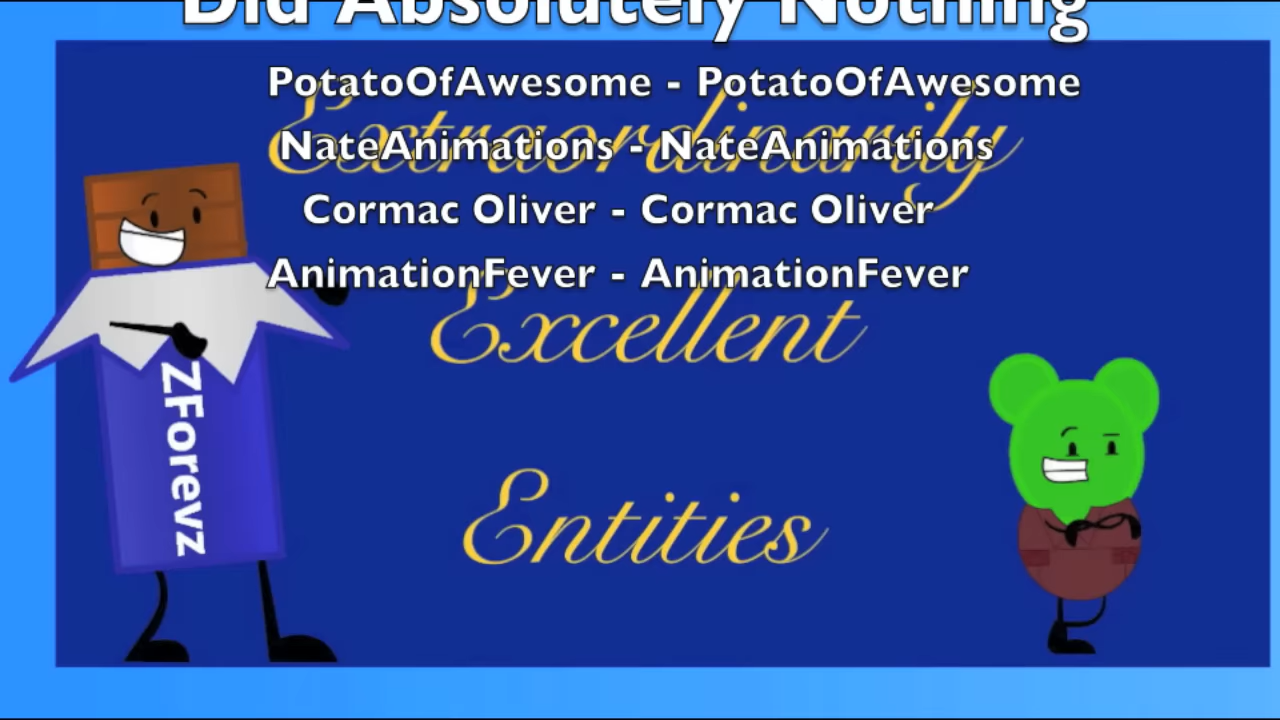 Did Absolutely Nothing
PotatoOfAwesome - PotatoOfAwesome
Extraordinarily
NateAnimations - NateAnimations
Cormac Oliver - Cormac Oliver
AnimationFever - AnimationFever
Excellent
ZForevz
Entities